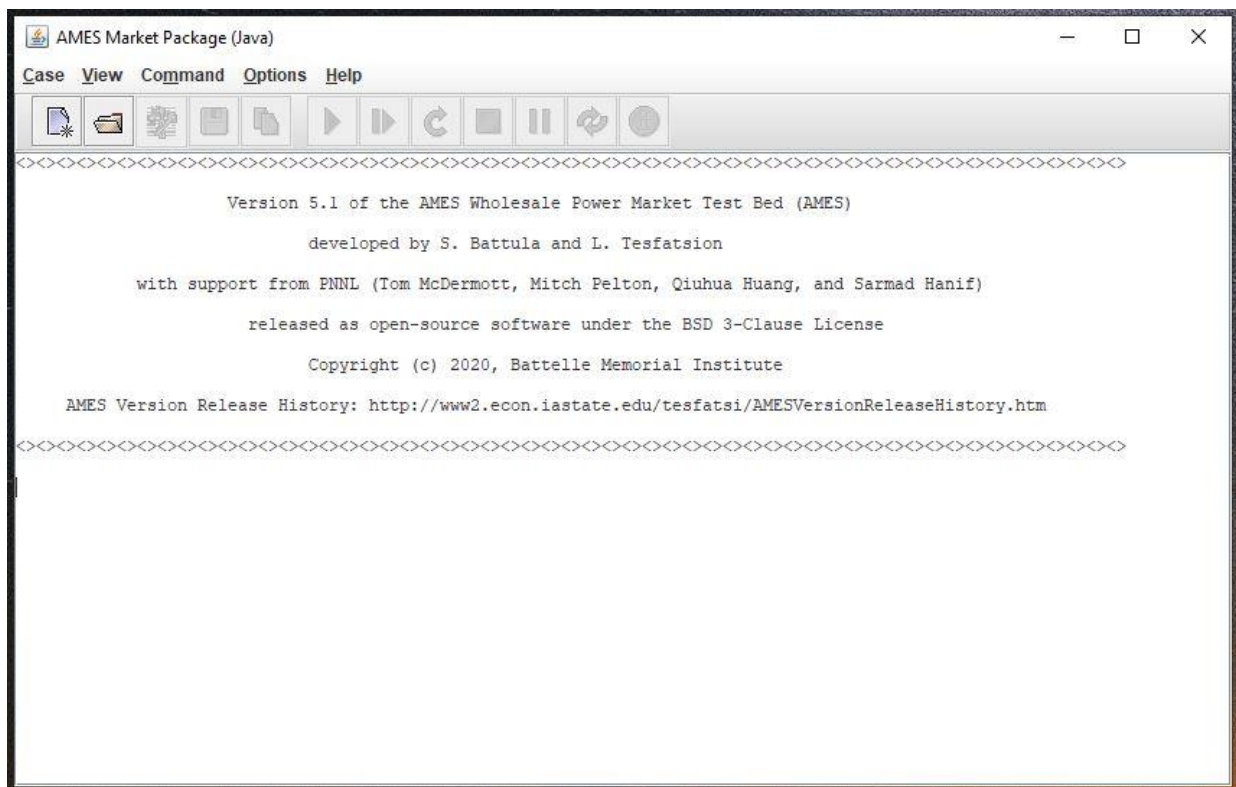 AMES Market Package (Java)
Case View Command Options Help
<><><><><><><><><><><><><><><><><><><><><><><><><><><><><><><><><><><><><><><><><><><><><><><><><><><><><><><>
Version 5.1 of the AMES Wholesale Power Market Test Bed (AMES)
developed by S. Battula and L. Tesfatsion
with support from PNNL (Tom McDermott, Mitch Pelton, Qiuhua Huang, and Sarmad Hanif)
released as open-source software under the BSD 3-Clause License
Copyright (c) 2020, Battelle Memorial Institute
AMES Version Release History: http://www2.econ.iastate.edu/tesfatsi/AMESVersionReleaseHistory.htm
<><><><><><><><><><><><><><><><><><><><><><><><><><><><><><><><><><><><><><><><><><><><><><><><><><><><><><><>